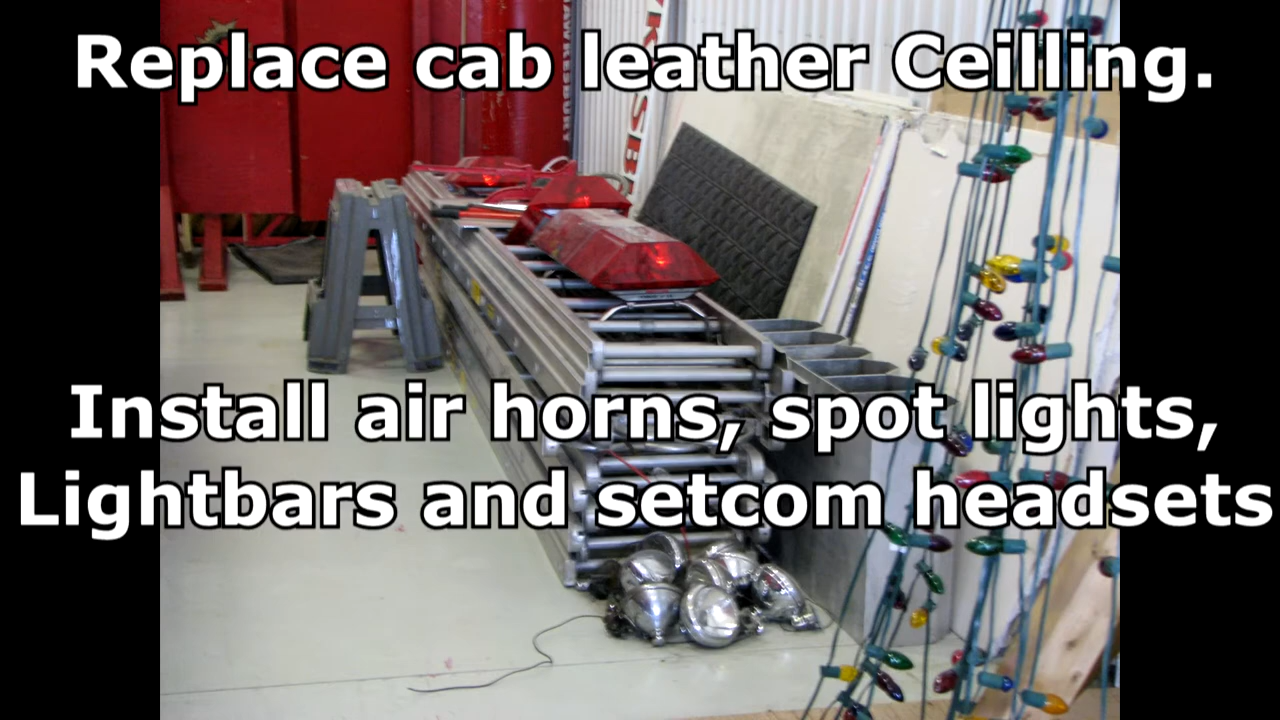 Replace cab leather Ceilling.
Install air horns, spot lights,
Lightbars and setcom headsets